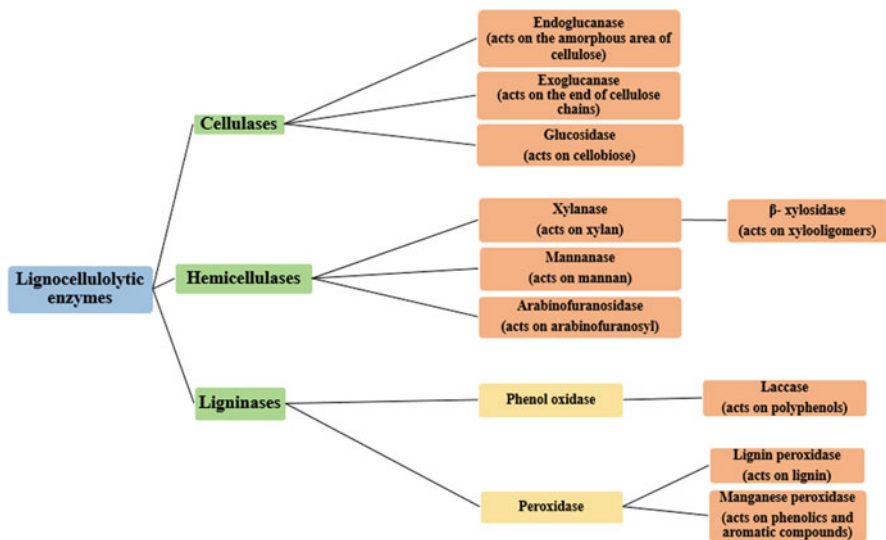 Lignocellulolytic
enzymes
Cellulases
Endoglucanase
(acts on the amorphous area of
cellulose)
Exoglucanase
(acts on the end of cellulose
chains)
Glucosidase
(acts on cellobiose)
Hemicellulases
Xylanase
(acts on xylan)
β- xylosidase
(acts on xylooligomers)
Mannanase
(acts on mannan)
Arabinofuranosidase
(acts on arabinofuranosyl)
Ligninases
Phenol oxidase
Laccase
(acts on polyphenols)
Peroxidase
Lignin peroxidase
(acts on lignin)
Manganese peroxidase
(acts on phenolics and
aromatic compounds)